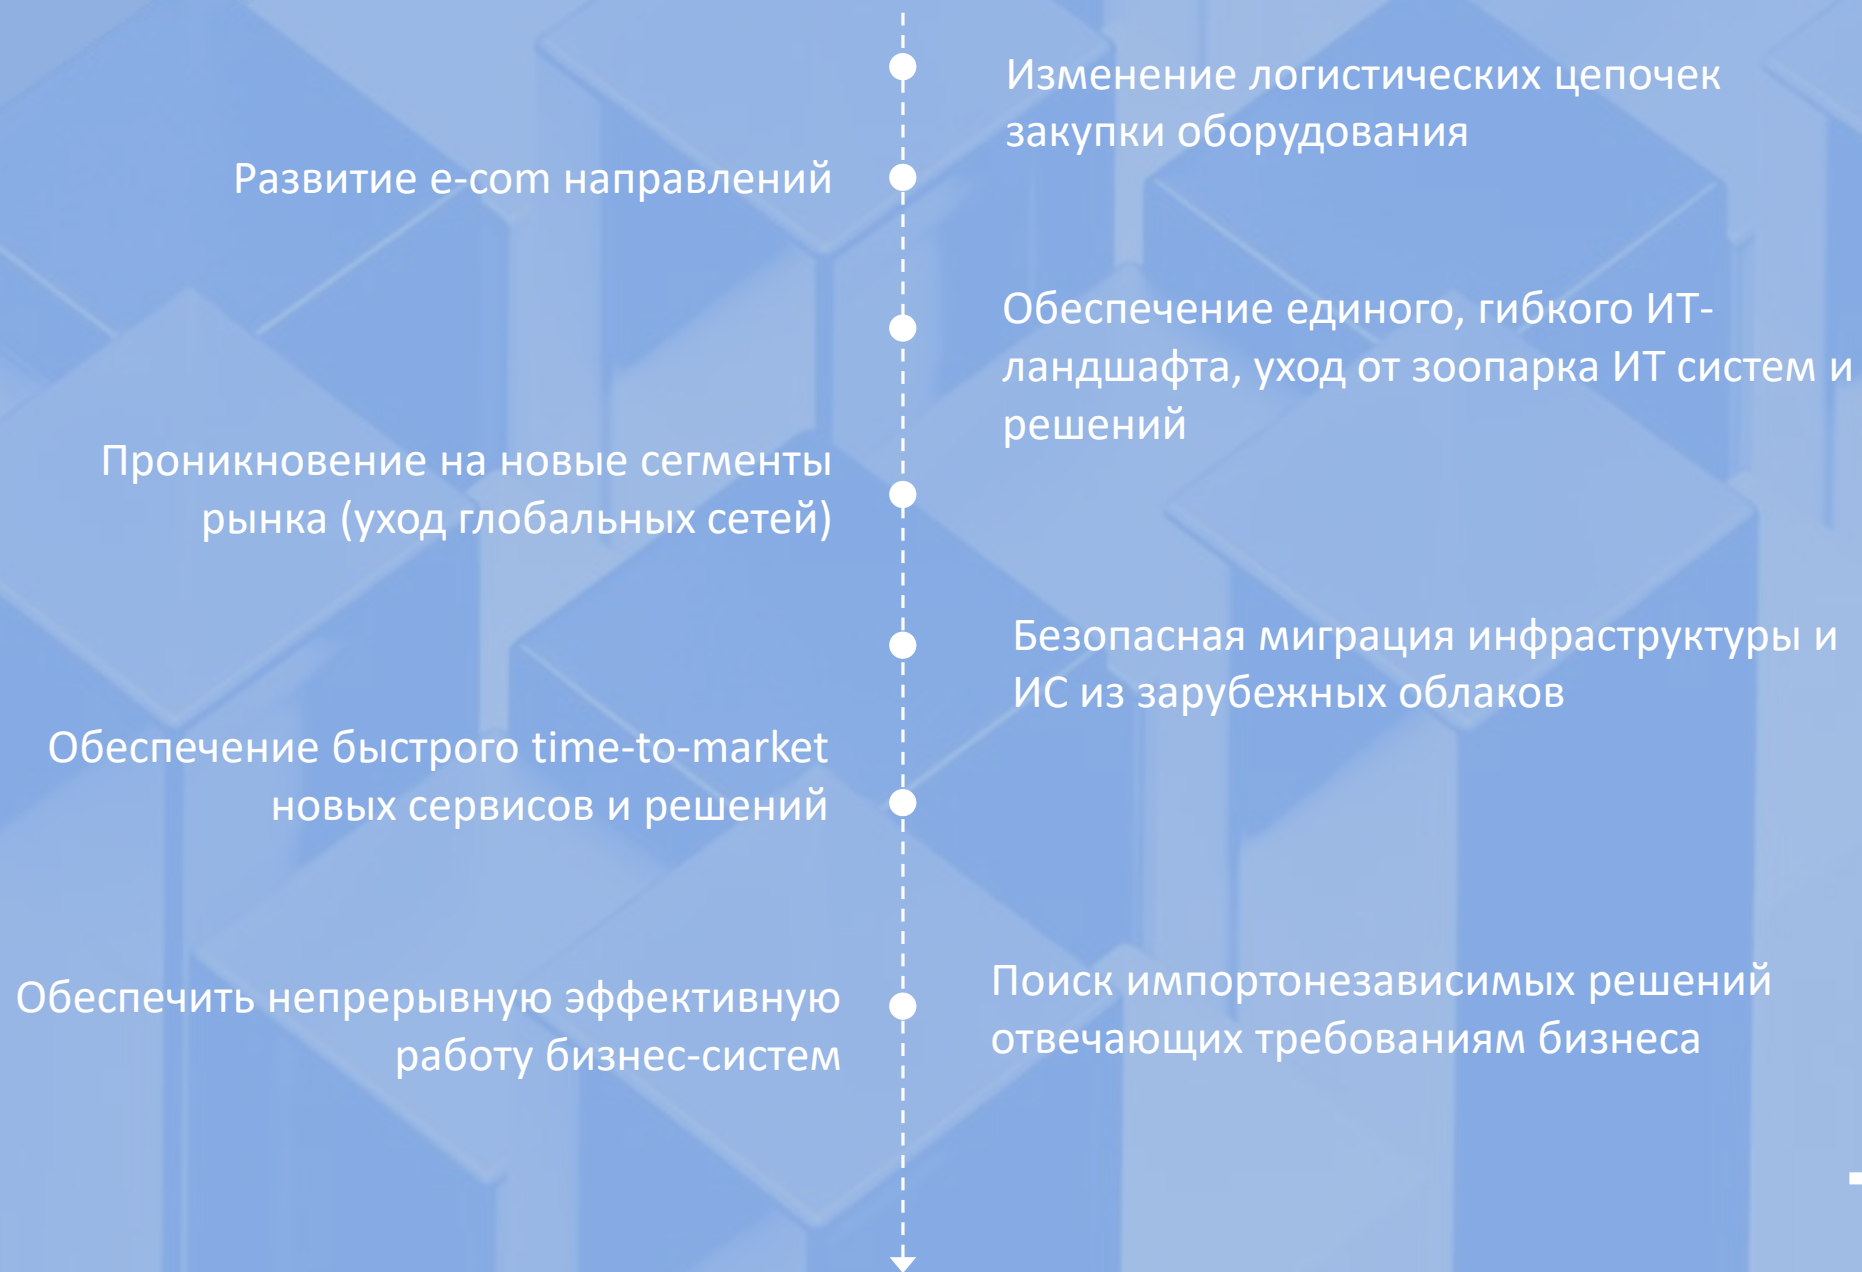 Изменение логистических цепочек
закупки оборудования
Развитие e-com направлений
Обеспечение единого, гибкого ИТ-
ландшафта, уход от зоопарка ИТ систем и
решений
Проникновение на новые сегменты
рынка (уход глобальных сетей)
Безопасная миграция инфраструктуры и
ИС из зарубежных облаков
Обеспечение быстрого time-to-market
новых сервисов и решений
Поиск импортонезависимых решений
отвечающих требованиям бизнеса
Обеспечить непрерывную эффективную
работу бизнес-систем